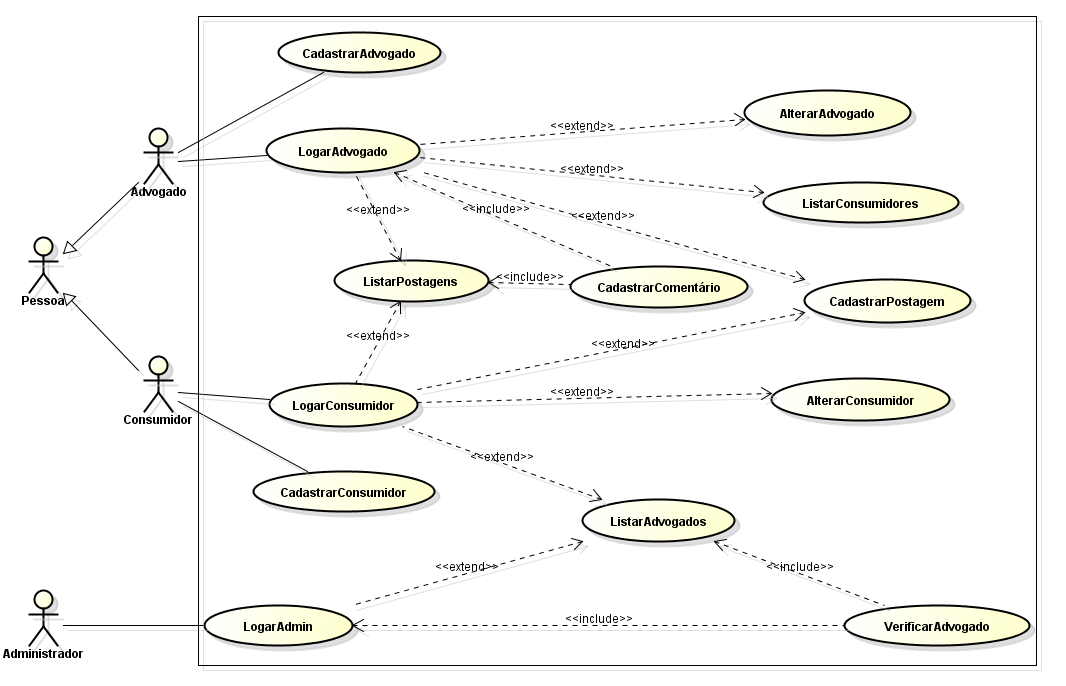 CadastrarAdvogado
AlterarAdvogado
<<extend>>
LogarAdvogado
<<extend>>
Advogado
ListarConsumidores
<<extend>>
<<include>>
<<extend>>
Pessoa
ListarPostagens
<<include>>
CadastrarComentário
CadastrarPostagem
<<extend>>
<<extend>>
<<extend>>
AlterarConsumidor
LogarConsumidor
Consumidor
<<extend>>
CadastrarConsumidor
ListarAdvogados
<<extend>>
<<include>>
<<include>>
LogarAdmin
VerificarAdvogado
Administrador